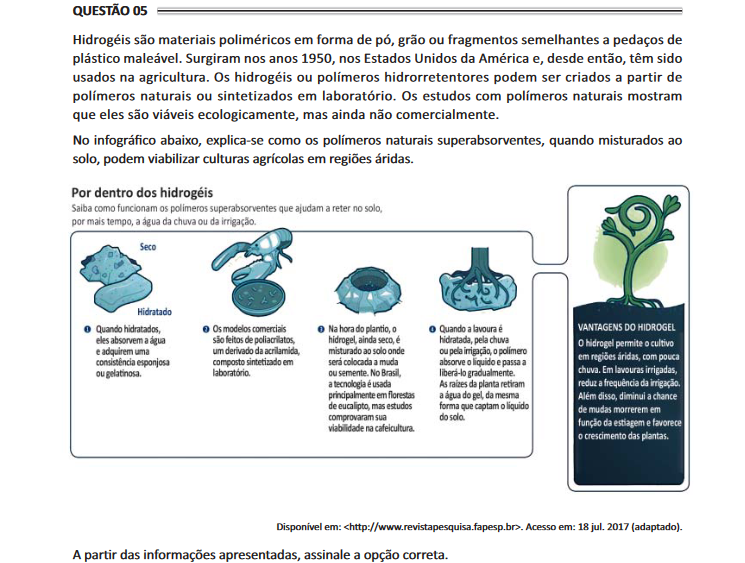 QUESTÃO 05
Hidrogéis são materiais poliméricos em forma de pó, grão ou fragmentos semelhantes a pedaços de
plástico maleável. Surgiram nos anos 1950, nos Estados Unidos da América e, desde então, têm sido
usados na agricultura. Os hidrogéis ou polímeros hidrorretentores podem ser criados a partir de
polímeros naturais ou sintetizados em laboratório. Os estudos com polímeros naturais mostram
que eles são viáveis ecologicamente, mas ainda não comercialmente.
No infográfico abaixo, explica-se como os polímeros naturais superabsorventes, quando misturados ao
solo, podem viabilizar culturas agrícolas em regiões áridas.
Por dentro dos hidrogéis
Saiba como funcionam os polímeros superabsorventes que ajudam a reter no solo,
por mais tempo, a água da chuva ou da irrigação.
Seco
Hidratado
1 Quando hidratados,
eles absorvem a água
e adquirem uma
consistência esponjosa
ou gelatinosa.
2 Os modelos comerciais
são feitos de poliacrilatos,
um derivado da acrilamida,
composto sintetizado em
laboratório.
3 Na hora do plantio, o
hidrogel, ainda seco, é
misturado ao solo onde
será colocada a muda
ou semente. No Brasil,
a tecnologia é usada
principalmente em florestas
de eucalipto, mas estudos
comprovaram sua
viabilidade na cafeicultura.
4 Quando a lavoura é
hidratada, pela chuva
ou pela irrigação, o polímero
absorve o líquido e passa a
liberá-lo gradualmente.
As raízes da planta retiram
a água do gel, da mesma
forma que captam o líquido
do solo.
VANTAGENS DO HIDROGEL
O hidrogel permite o cultivo
em regiões áridas, com pouca
chuva. Em lavouras irrigadas,
reduz a frequência da irrigação.
Além disso, diminui a chance
de mudas morrerem em
função da estiagem e favorece
o crescimento das plantas.
Disponível em: <http://www.revistapesquisa.fapesp.br>. Acesso em: 18 jul. 2017 (adaptado).
A partir das informações apresentadas, assinale a opção correta.